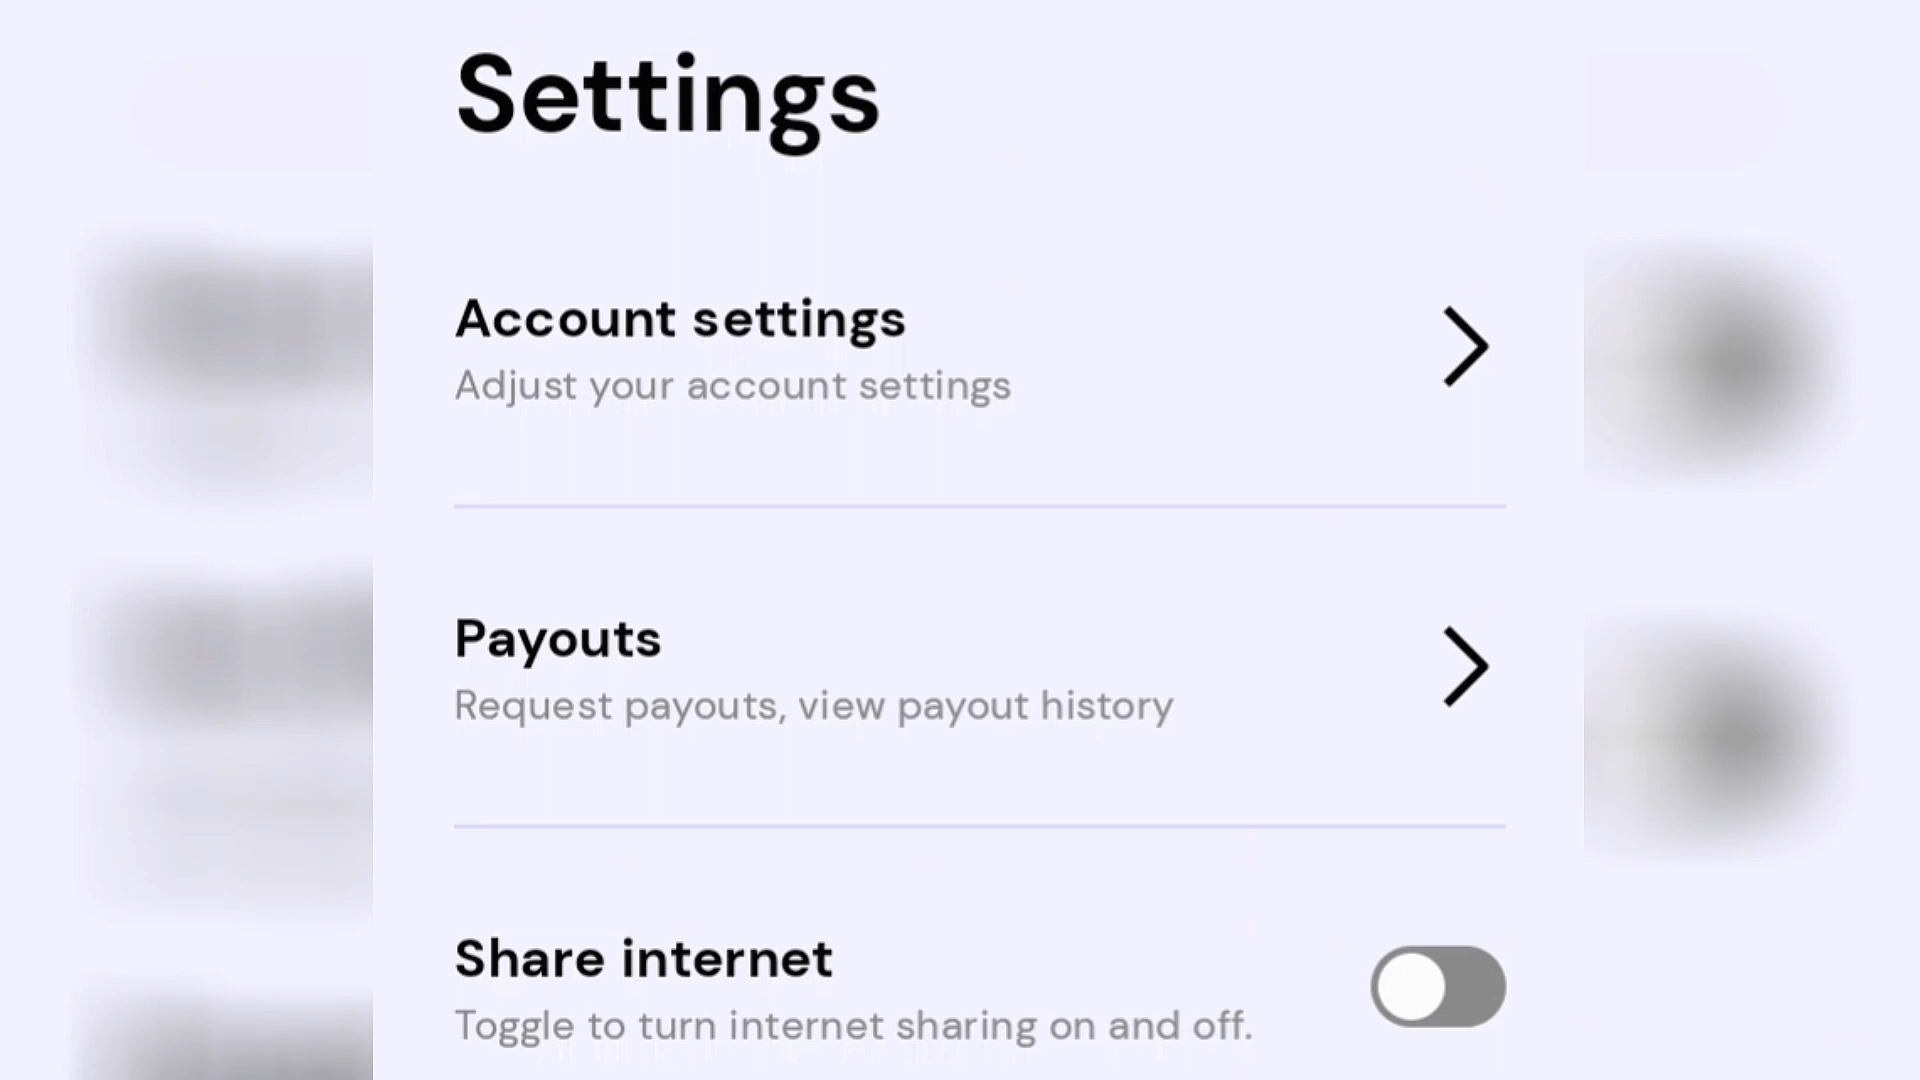 Settings
Account settings
Adjust your account settings
Payouts
Request payouts, view payout history
Share internet
Toggle to turn internet sharing on and off.